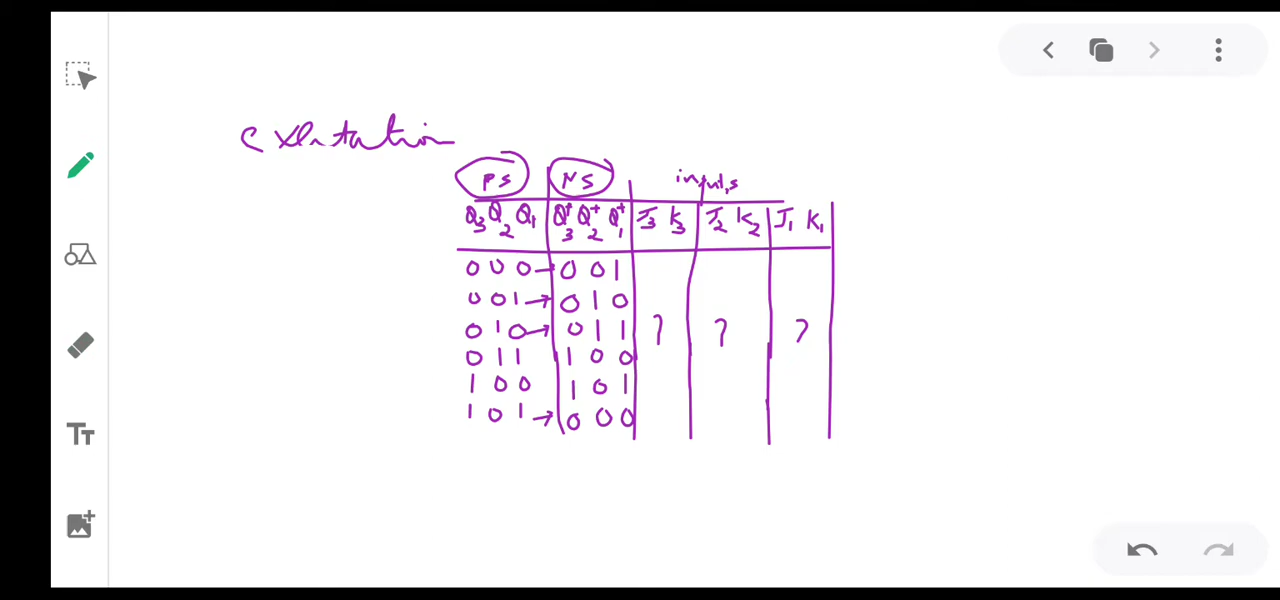 exitation
PS NS inputs
Q3 Q2 Q1 Q3+ Q2+ Q1+ J3 K3 J2 K2 J1 K1
0 0 0 → 0 0 1
0 0 1 → 0 1 0
0 1 0 → 0 1 1 ? ? ?
0 1 1 1 0 0
1 0 0 1 0 1
1 0 1 → 0 0 0
TT